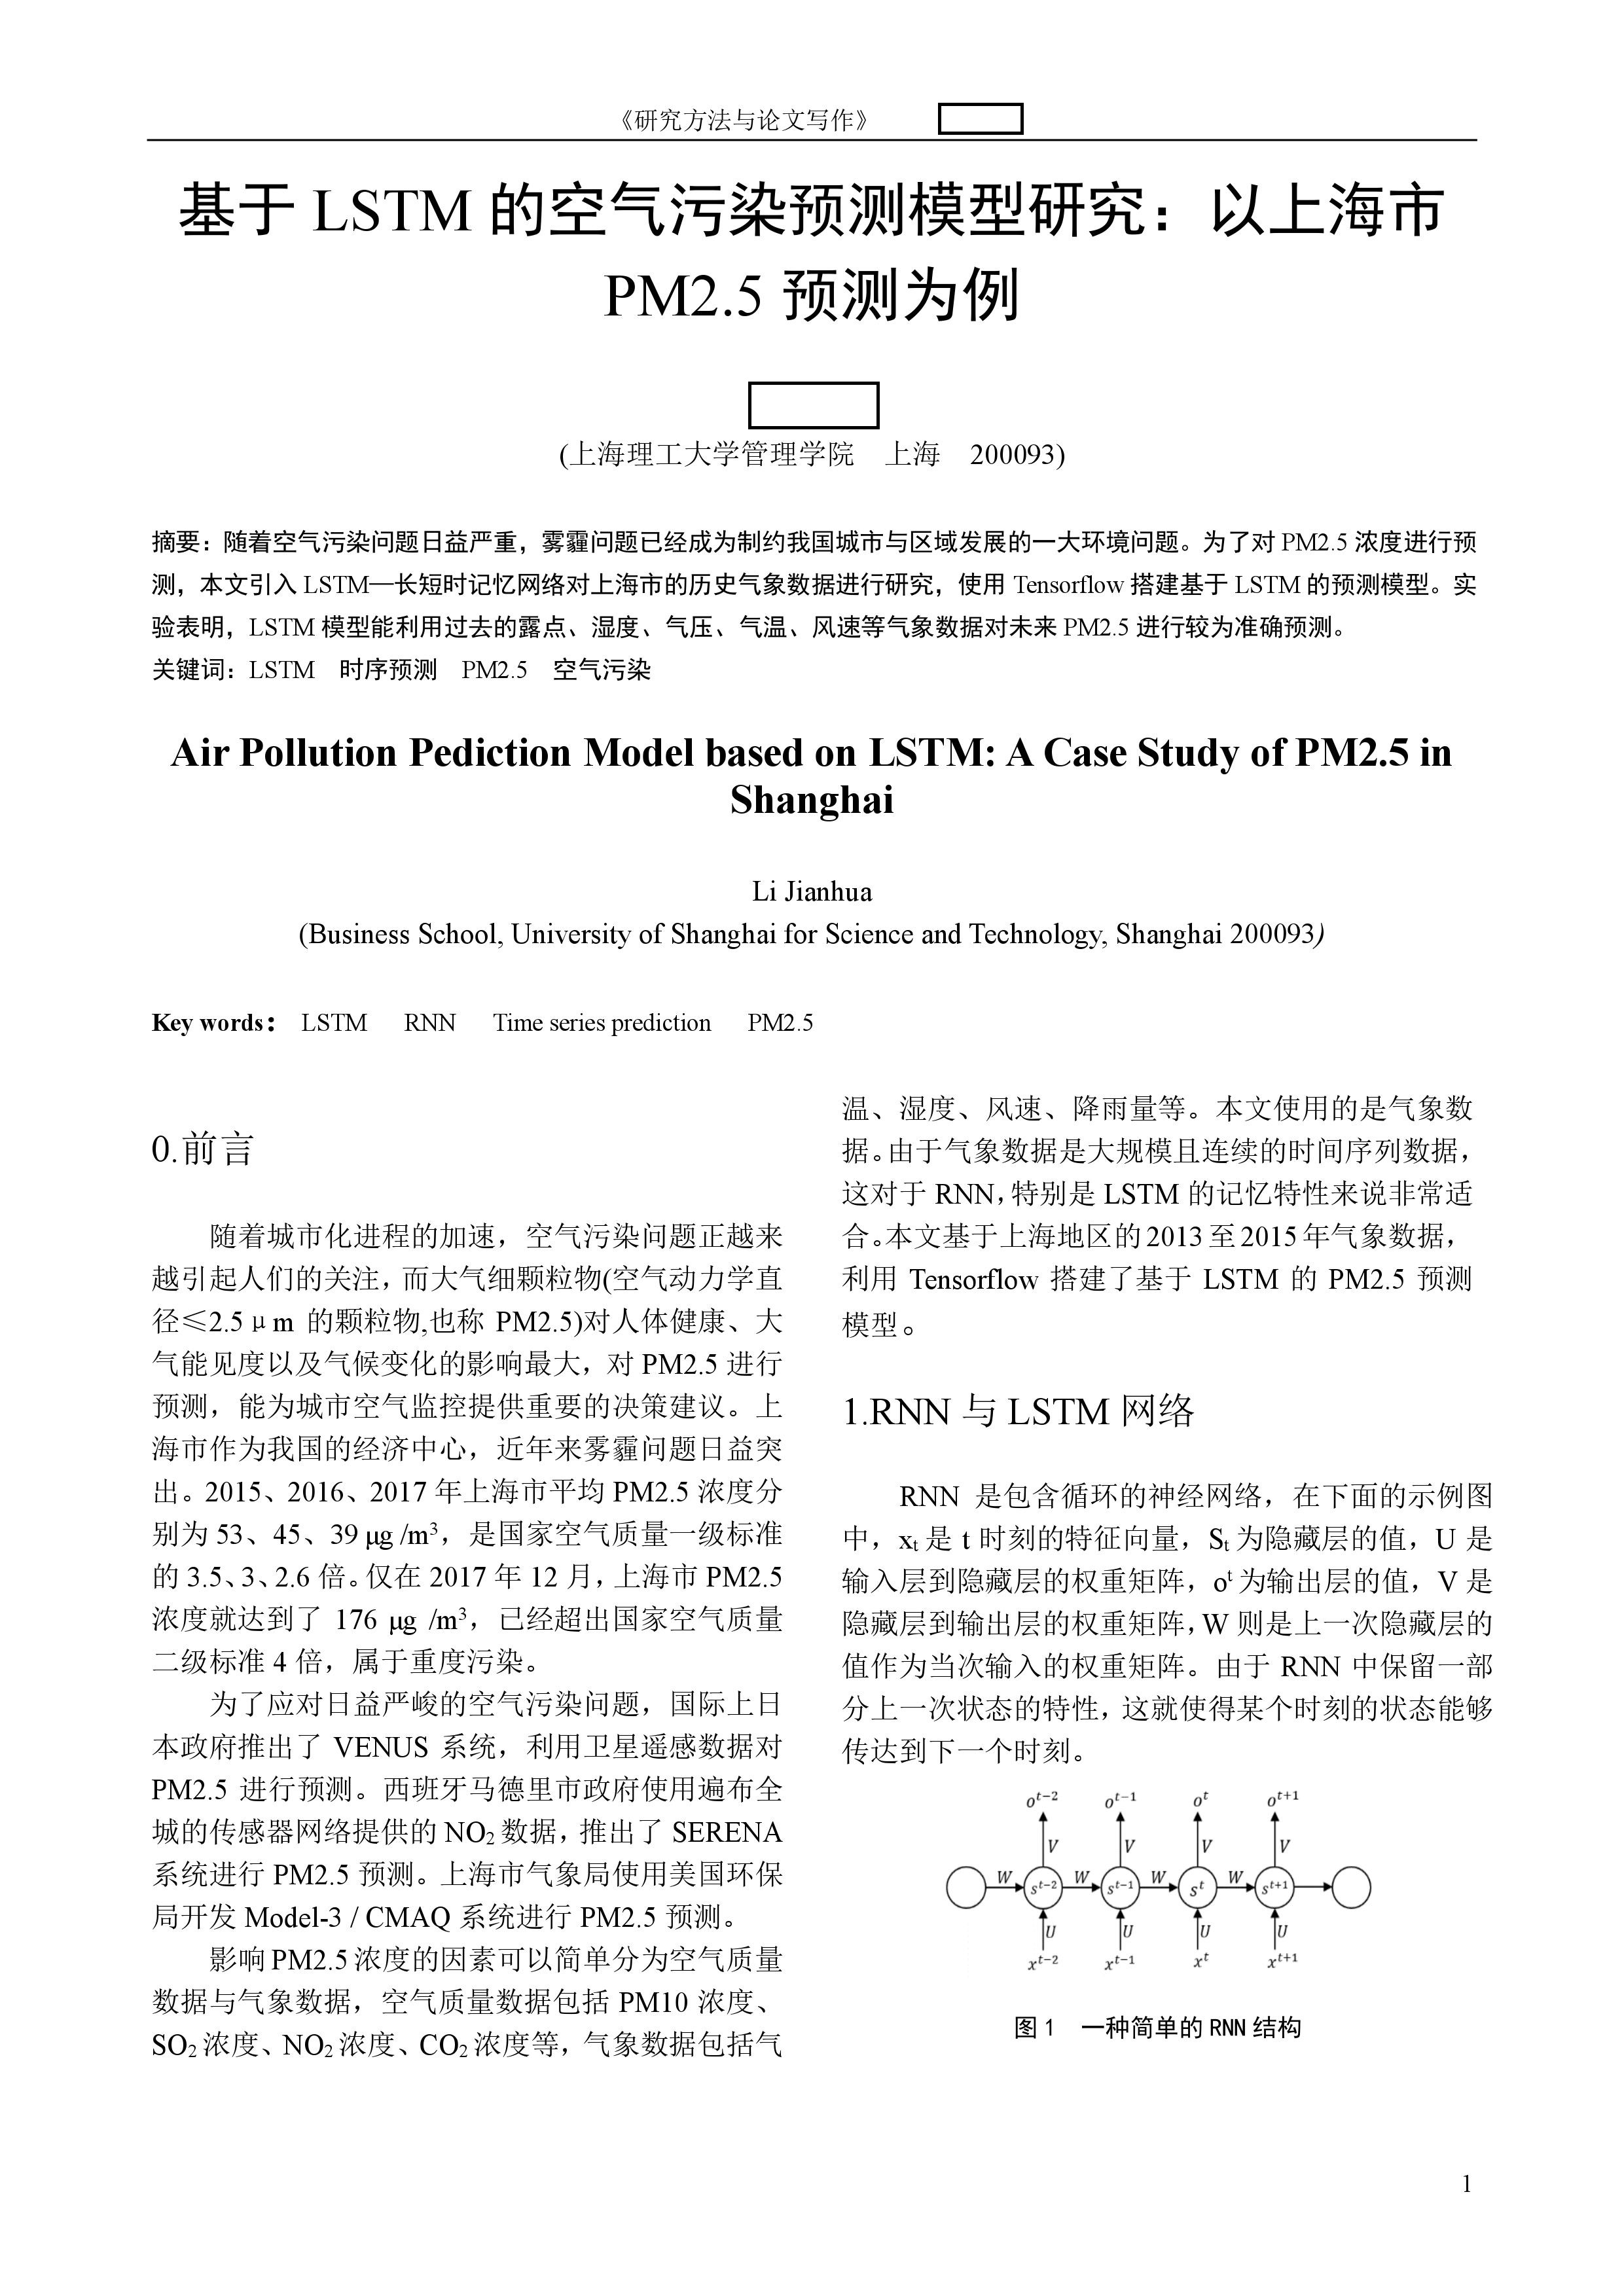 《研究方法与论文写作》
基于 LSTM 的空气污染预测模型研究：以上海市
PM2.5 预测为例
(上海理工大学管理学院　上海　200093)
摘要：随着空气污染问题日益严重，雾霾问题已经成为制约我国城市与区域发展的一大环境问题。为了对 PM2.5 浓度进行预
测，本文引入 LSTM—长短时记忆网络对上海市的历史气象数据进行研究，使用 Tensorflow 搭建基于 LSTM 的预测模型。实
验表明，LSTM 模型能利用过去的露点、湿度、气压、气温、风速等气象数据对未来 PM2.5 进行较为准确预测。
关键词：LSTM　时序预测　PM2.5　空气污染
Air Pollution Pediction Model based on LSTM: A Case Study of PM2.5 in
Shanghai
Li Jianhua
(Business School, University of Shanghai for Science and Technology, Shanghai 200093)
Key words： LSTM RNN Time series prediction PM2.5
0.前言
随着城市化进程的加速，空气污染问题正越来
越引起人们的关注，而大气细颗粒物(空气动力学直
径≤2.5μm 的颗粒物,也称 PM2.5)对人体健康、大
气能见度以及气候变化的影响最大，对 PM2.5 进行
预测，能为城市空气监控提供重要的决策建议。上
海市作为我国的经济中心，近年来雾霾问题日益突
出。2015、2016、2017 年上海市平均 PM2.5 浓度分
别为 53、45、39 μg /m³，是国家空气质量一级标准
的 3.5、3、2.6 倍。仅在 2017 年 12 月，上海市 PM2.5
浓度就达到了 176 μg /m³，已经超出国家空气质量
二级标准 4 倍，属于重度污染。
为了应对日益严峻的空气污染问题，国际上日
本政府推出了 VENUS 系统，利用卫星遥感数据对
PM2.5 进行预测。西班牙马德里市政府使用遍布全
城的传感器网络提供的 NO₂ 数据，推出了 SERENA
系统进行 PM2.5 预测。上海市气象局使用美国环保
局开发 Model-3 / CMAQ 系统进行 PM2.5 预测。
影响 PM2.5 浓度的因素可以简单分为空气质量
数据与气象数据，空气质量数据包括 PM10 浓度、
SO₂ 浓度、NO₂ 浓度、CO₂ 浓度等，气象数据包括气
温、湿度、风速、降雨量等。本文使用的是气象数
据。由于气象数据是大规模且连续的时间序列数据，
这对于 RNN，特别是 LSTM 的记忆特性来说非常适
合。本文基于上海地区的 2013 至 2015 年气象数据，
利用 Tensorflow 搭建了基于 LSTM 的 PM2.5 预测
模型。
1.RNN 与 LSTM 网络
RNN 是包含循环的神经网络，在下面的示例图
中，xₜ 是 t 时刻的特征向量，Sₜ 为隐藏层的值，U 是
输入层到隐藏层的权重矩阵，oᵗ 为输出层的值，V 是
隐藏层到输出层的权重矩阵，W 则是上一次隐藏层的
值作为当次输入的权重矩阵。由于 RNN 中保留一部
分上一次状态的特性，这就使得某个时刻的状态能够
传达到下一个时刻。
oᵗ⁻² oᵗ⁻¹ oᵗ oᵗ⁺¹
V V V V
W sᵗ⁻² W sᵗ⁻¹ W sᵗ W sᵗ⁺¹
U U U U
xᵗ⁻² xᵗ⁻¹ xᵗ xᵗ⁺¹
图 1　一种简单的 RNN 结构
1